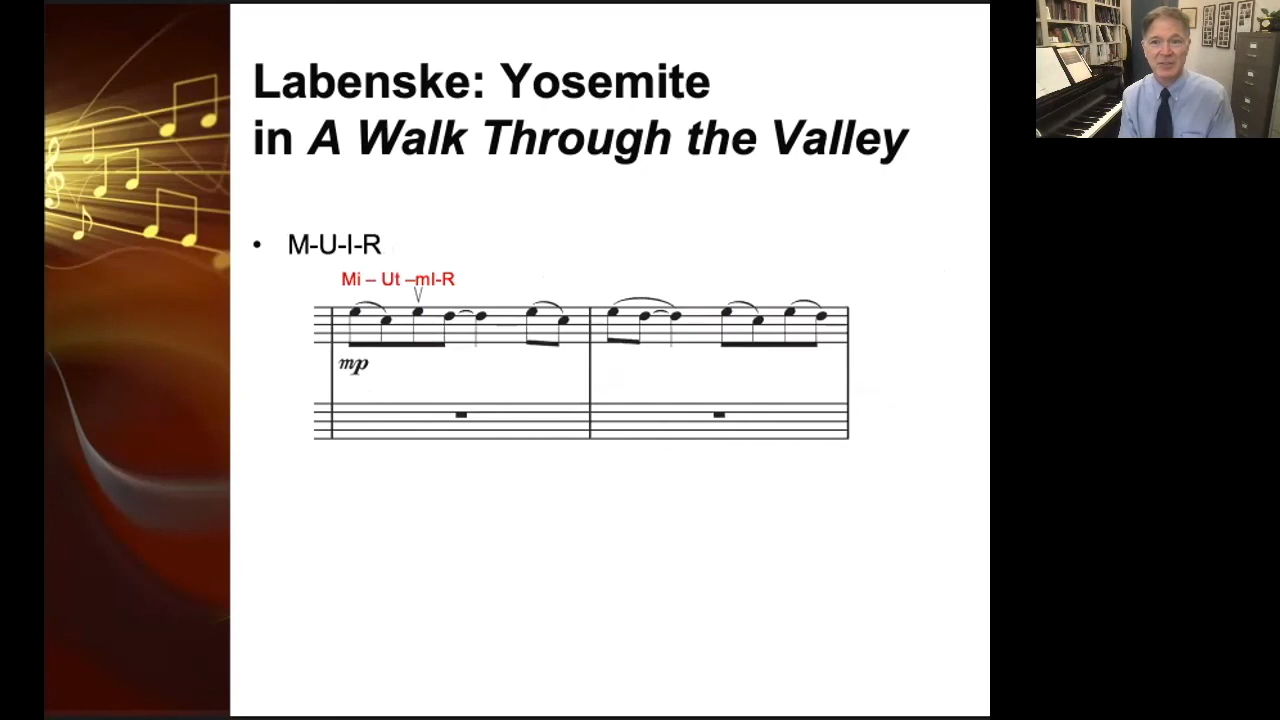 Labenske: Yosemite
in A Walk Through the Valley
• M-U-I-R
Mi – Ut –mI-R
mp